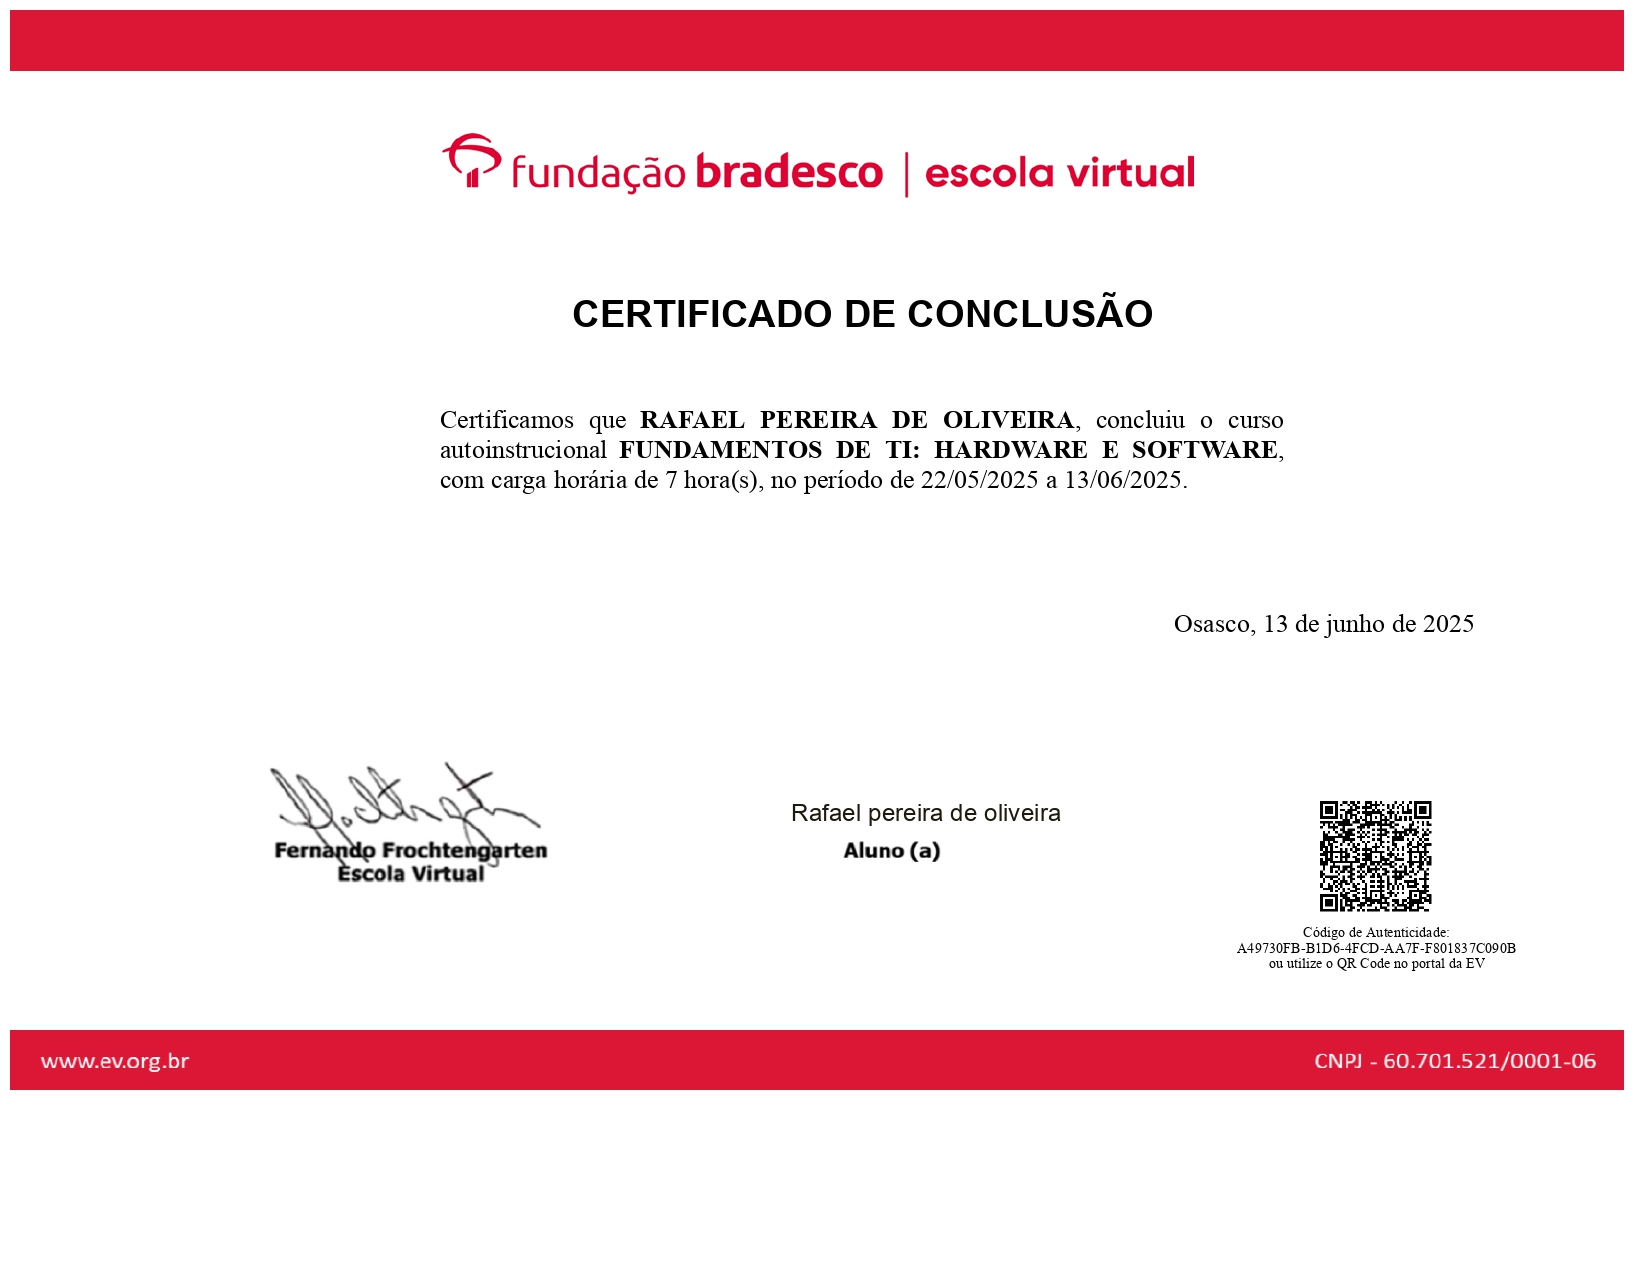 fundação bradesco | escola virtual
CERTIFICADO DE CONCLUSÃO
Certificamos que RAFAEL PEREIRA DE OLIVEIRA, concluiu o curso
autoinstrucional FUNDAMENTOS DE TI: HARDWARE E SOFTWARE,
com carga horária de 7 hora(s), no período de 22/05/2025 a 13/06/2025.
Osasco, 13 de junho de 2025
Fernando Frochtengarten
Escola Virtual
Rafael pereira de oliveira
Aluno (a)
Código de Autenticidade:
A49730FB-B1D6-4FCD-AA7F-F801837C090B
ou utilize o QR Code no portal da EV
www.ev.org.br
CNPJ - 60.701.521/0001-06